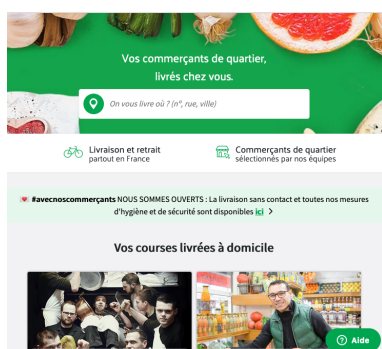 Vos commerçants de quartier,
livrés chez vous.
On vous livre où ? (n°, rue, ville)
Livraison et retrait
partout en France
Commerçants de quartier
sélectionnés par nos équipes
#avecnoscommerçants NOUS SOMMES OUVERTS : La livraison sans contact et toutes nos mesures
d'hygiène et de sécurité sont disponibles ici >
Vos courses livrées à domicile
Aide